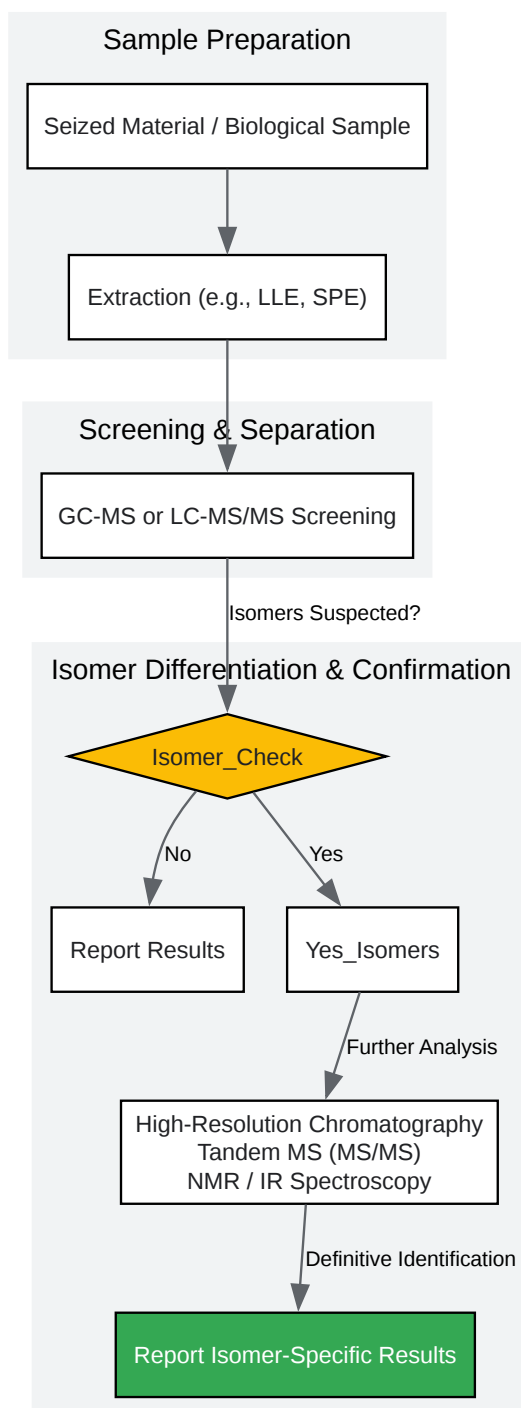 Sample Preparation
Seized Material / Biological Sample
Extraction (e.g., LLE, SPE)
Screening & Separation
GC-MS or LC-MS/MS Screening
Isomers Suspected?
Isomer Differentiation & Confirmation
Isomer_Check
No
Yes
Report Results
Yes_Isomers
Further Analysis
High-Resolution Chromatography
Tandem MS (MS/MS)
NMR / IR Spectroscopy
Definitive Identification
Report Isomer-Specific Results